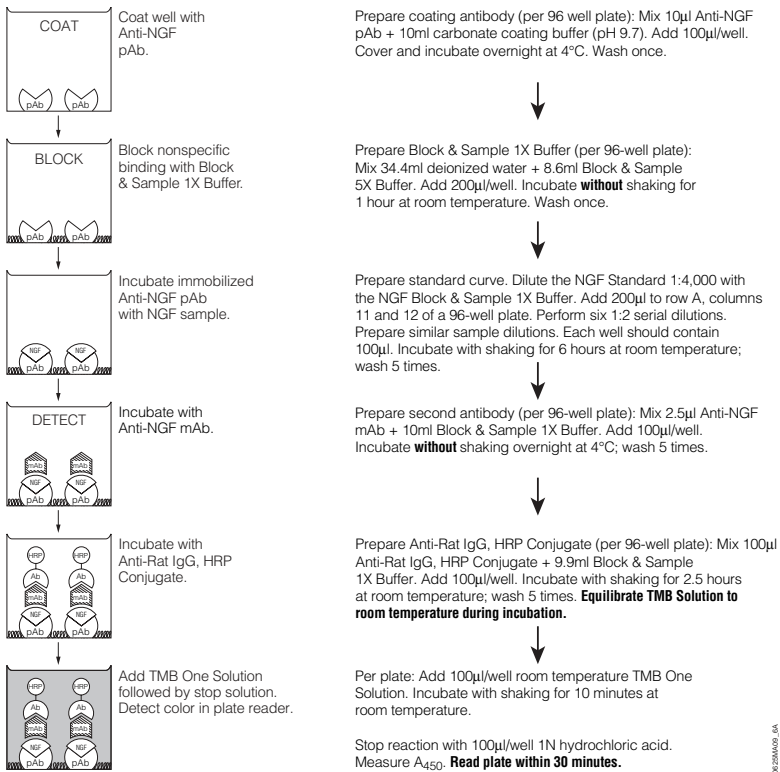 COAT
pAb pAb
Coat well with
Anti-NGF
pAb.
Prepare coating antibody (per 96 well plate): Mix 10μl Anti-NGF
pAb + 10ml carbonate coating buffer (pH 9.7). Add 100μl/well.
Cover and incubate overnight at 4°C. Wash once.
BLOCK
pAb pAb
Block nonspecific
binding with Block
& Sample 1X Buffer.
Prepare Block & Sample 1X Buffer (per 96-well plate):
Mix 34.4ml deionized water + 8.6ml Block & Sample
5X Buffer. Add 200μl/well. Incubate without shaking for
1 hour at room temperature. Wash once.
NGF NGF
pAb pAb
Incubate immobilized
Anti-NGF pAb
with NGF sample.
Prepare standard curve. Dilute the NGF Standard 1:4,000 with
the NGF Block & Sample 1X Buffer. Add 200μl to row A, columns
11 and 12 of a 96-well plate. Perform six 1:2 serial dilutions.
Prepare similar sample dilutions. Each well should contain
100μl. Incubate with shaking for 6 hours at room temperature;
wash 5 times.
DETECT
mAb mAb
NGF NGF
pAb pAb
Incubate with
Anti-NGF mAb.
Prepare second antibody (per 96-well plate): Mix 2.5μl Anti-NGF
mAb + 10ml Block & Sample 1X Buffer. Add 100μl/well.
Incubate without shaking overnight at 4°C; wash 5 times.
HRP HRP
Ab Ab
mAb mAb
NGF NGF
pAb pAb
Incubate with
Anti-Rat IgG, HRP
Conjugate.
Prepare Anti-Rat IgG, HRP Conjugate (per 96-well plate): Mix 100μl
Anti-Rat IgG, HRP Conjugate + 9.9ml Block & Sample
1X Buffer. Add 100μl/well. Incubate with shaking for 2.5 hours
at room temperature; wash 5 times. Equilibrate TMB Solution to
room temperature during incubation.
HRP HRP
Ab Ab
mAb mAb
NGF NGF
pAb pAb
Add TMB One Solution
followed by stop solution.
Detect color in plate reader.
Per plate: Add 100μl/well room temperature TMB One
Solution. Incubate with shaking for 10 minutes at
room temperature.
Stop reaction with 100μl/well 1N hydrochloric acid.
Measure A450. Read plate within 30 minutes.